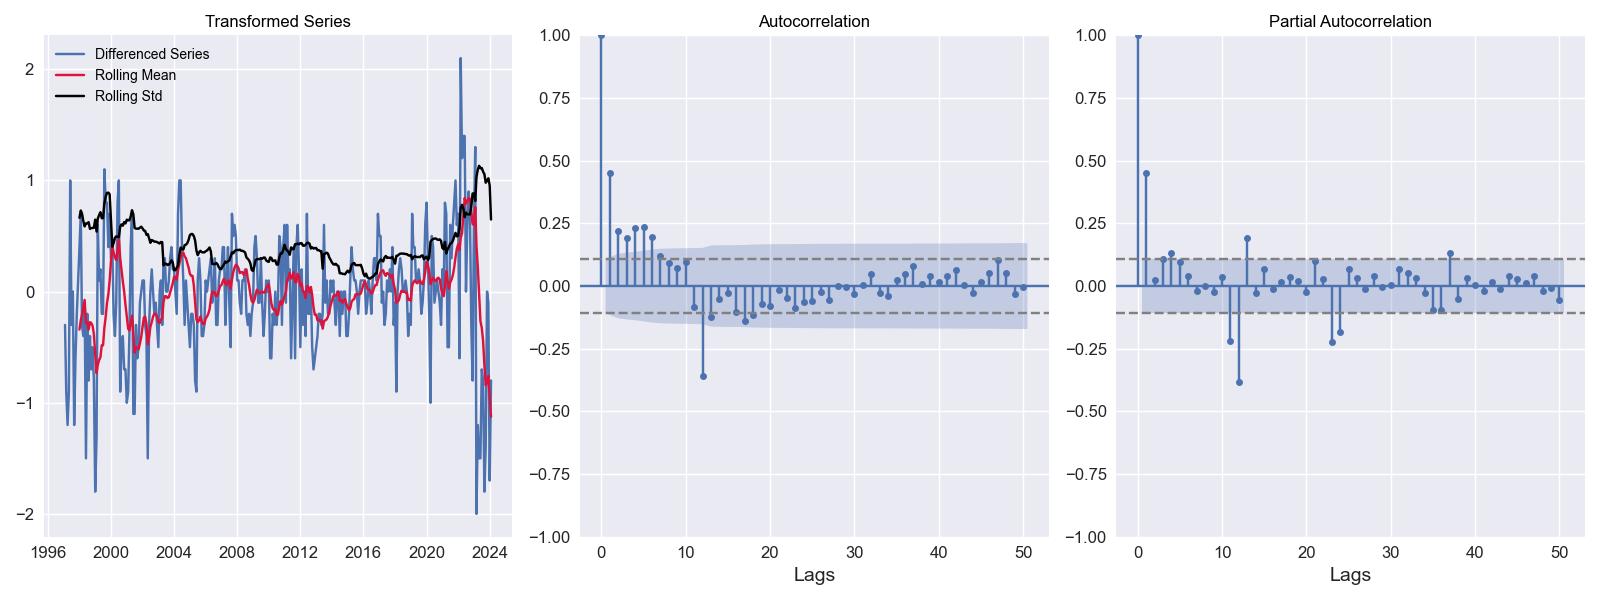 Transformed Series
Differenced Series
Rolling Mean
Rolling Std
2
1
0
−1
−2
1996 2000 2004 2008 2012 2016 2020 2024
Autocorrelation
1.00
0.75
0.50
0.25
0.00
−0.25
−0.50
−0.75
−1.00
0 10 20 30 40 50
Lags
Partial Autocorrelation
1.00
0.75
0.50
0.25
0.00
−0.25
−0.50
−0.75
−1.00
0 10 20 30 40 50
Lags